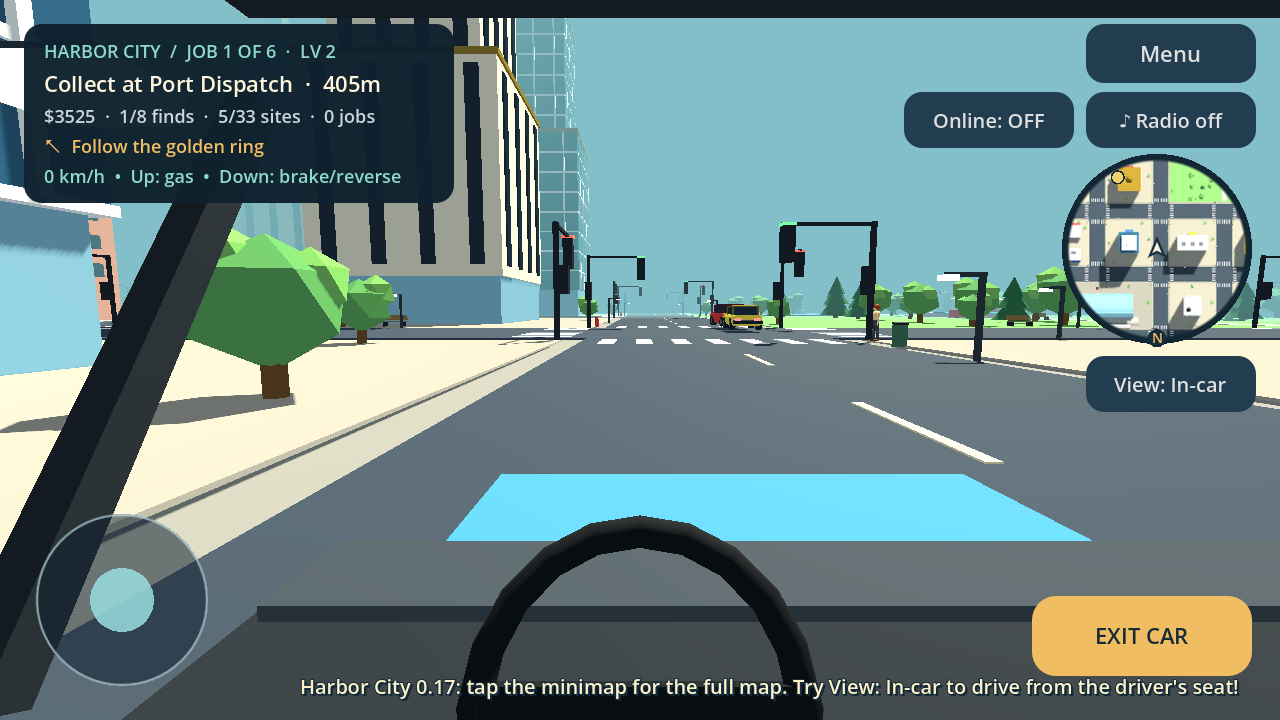 HARBOR CITY / JOB 1 OF 6 · LV 2
Collect at Port Dispatch · 405m
$3525 · 1/8 finds · 5/33 sites · 0 jobs
↖ Follow the golden ring
0 km/h • Up: gas • Down: brake/reverse
Menu
Online: OFF
♪ Radio off
N
View: In-car
EXIT CAR
Harbor City 0.17: tap the minimap for the full map. Try View: In-car to drive from the driver's seat!